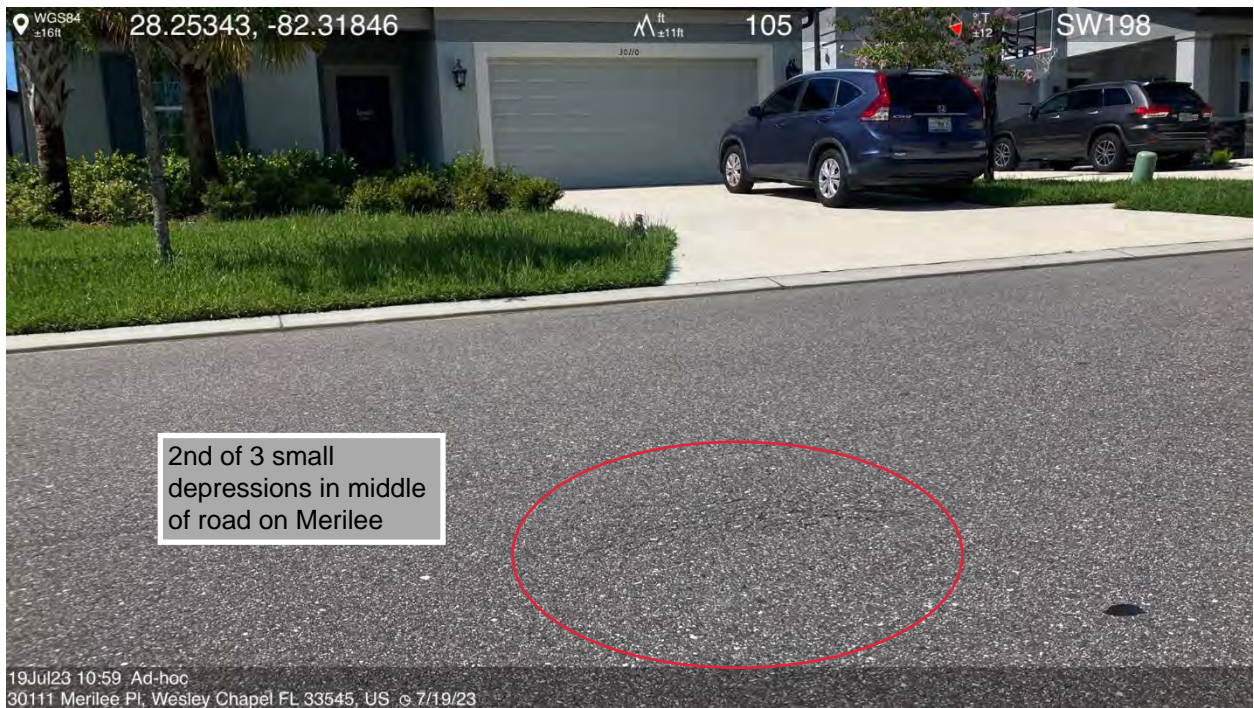 WGS84
±16ft
28.25343, -82.31846
ft
±11ft
105
°T
±12
SW198
2nd of 3 small
depressions in middle
of road on Merilee
19Jul23 10:59 Ad-hoc
30111 Merilee Pl, Wesley Chapel FL 33545, US 7/19/23